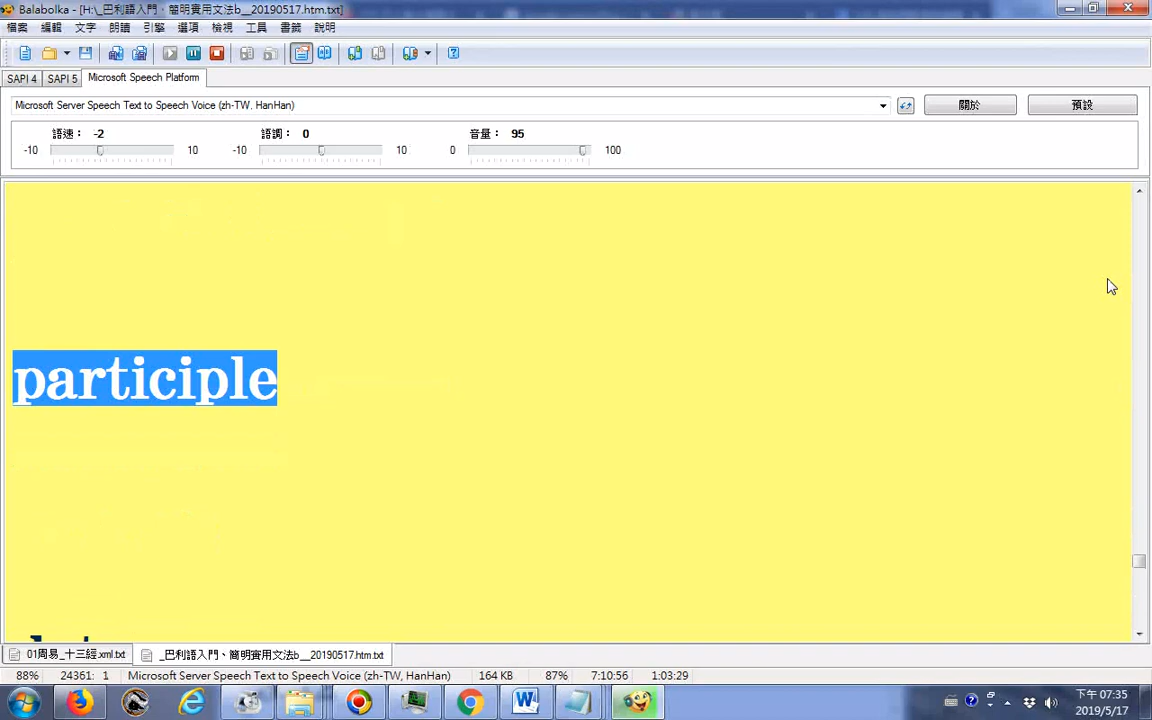 Balabolka - [H:\_巴利語入門、簡明實用文法b__20190517.htm.txt]
檔案 編輯 文字 朗讀 引擎 選項 檢視 工具 書籤 說明
SAPI 4 SAPI 5 Microsoft Speech Platform
Microsoft Server Speech Text to Speech Voice (zh-TW, HanHan) 關於 預設
語速： -2 語調： 0 音量： 95
-10 10 -10 10 0 100
participle
01周易_十三經.xml.txt _巴利語入門、簡明實用文法b__20190517.htm.txt
88% 24361: 1 Microsoft Server Speech Text to Speech Voice (zh-TW, HanHan) 164 KB 87% 7:10:56 1:03:29
下午 07:35
2019/5/17